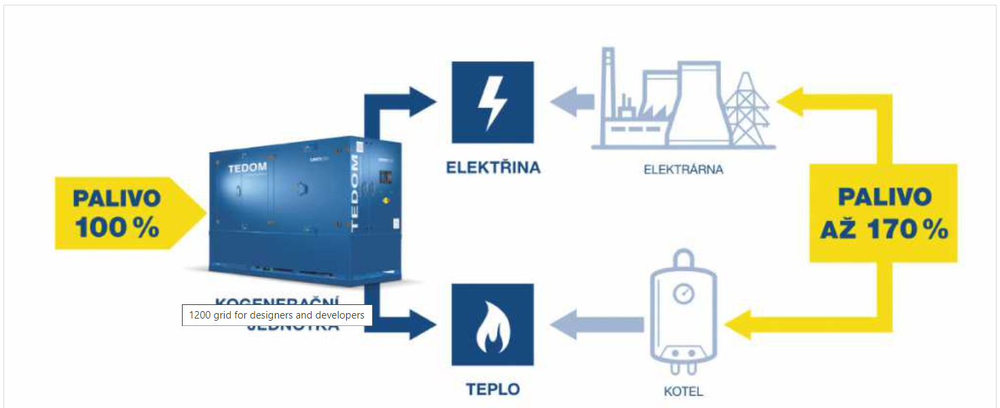 ELEKTŘINA
ELEKTRÁRNA
TEDOM
TEDOM
PALIVO
100 %
PALIVO
AŽ 170 %
KOGENERAČNÍ
1200 grid for designers and developers
JEDNOTKA
TEPLO
KOTEL